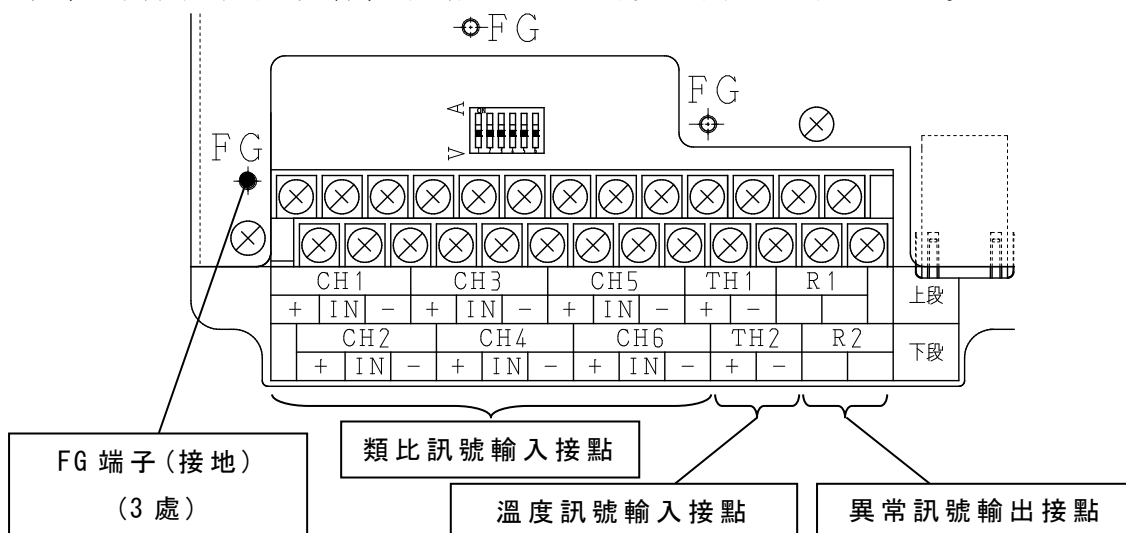 FG
FG
A
ON
V
FG
CH1 CH3 CH5 TH1 R1 上段
+ IN - + IN - + IN - + -
CH2 CH4 CH6 TH2 R2 下段
+ IN - + IN - + IN - + -
FG 端子(接地)
(3 處)
類比訊號輸入接點
溫度訊號輸入接點
異常訊號輸出接點